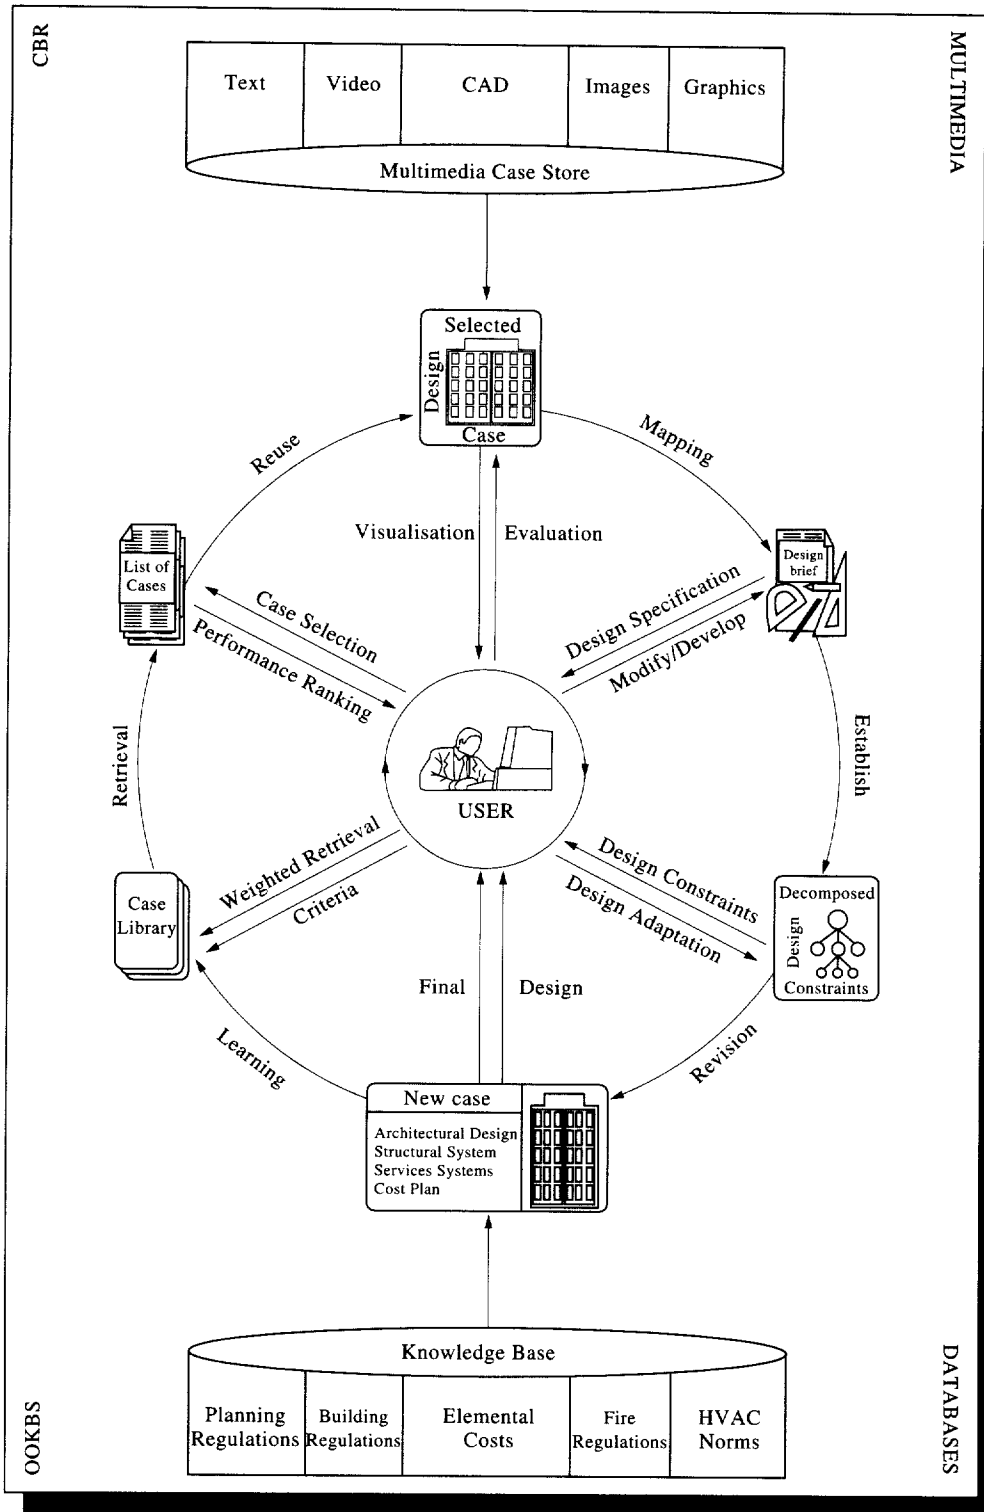 CBR
MULTIMEDIA
Text
Video
CAD
Images
Graphics
Multimedia Case Store
Selected
Design
Case
Reuse
Mapping
Visualisation
Evaluation
List of
Cases
Design
brief
Case Selection
Performance Ranking
Design Specification
Modify/Develop
Retrieval
Establish
USER
Weighted Retrieval
Criteria
Design Constraints
Design Adaptation
Case
Library
Decomposed
Design
Constraints
Final
Design
Learning
Revision
New case
Architectural Design
Structural System
Services Systems
Cost Plan
Knowledge Base
Planning
Regulations
Building
Regulations
Elemental
Costs
Fire
Regulations
HVAC
Norms
OOKBS
DATABASES